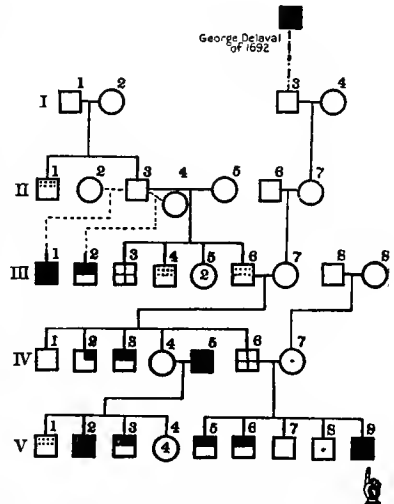 George Delaval
of 1692
1 2 3 4
I
2 3 4 5 6 7
II
1 2 3 4 5 6 7 8 9
2
III
1 2 3 4 5 6 7
IV
1 2 3 4 5 6 7 8 9
4
V